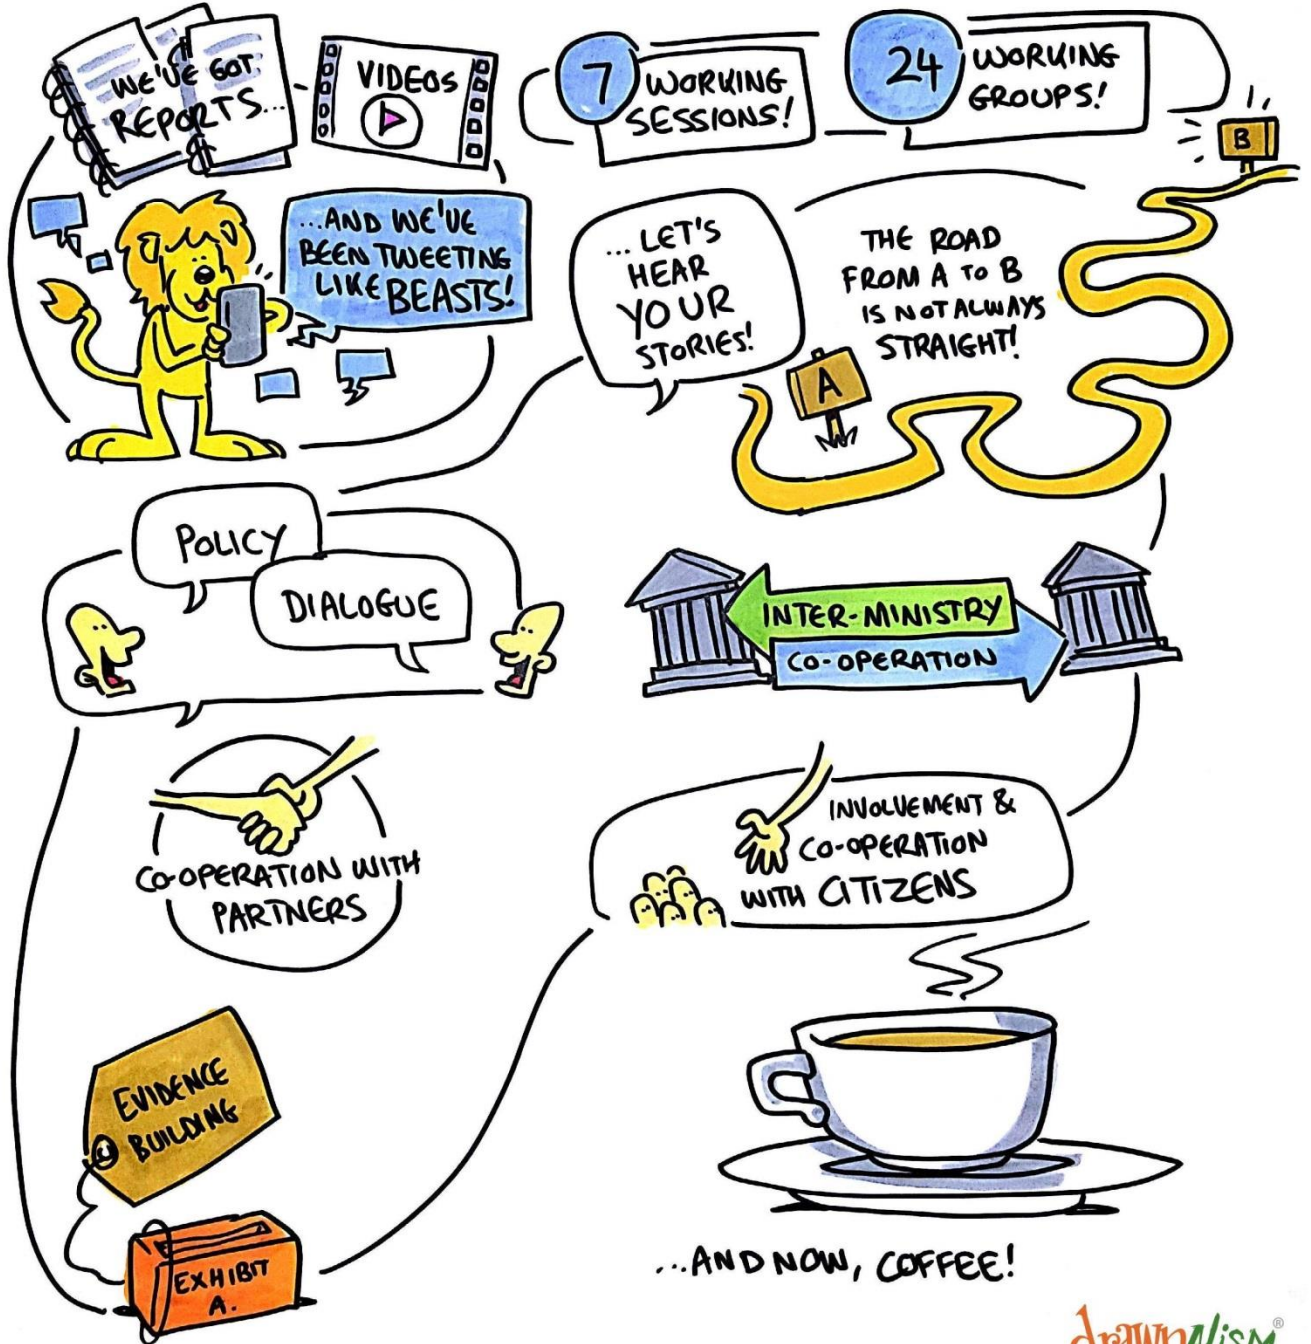 WE'VE GOT
REPORTS...
VIDEOS
7 WORKING
SESSIONS!
24 WORKING
GROUPS!
...AND WE'VE
BEEN TWEETING
LIKE BEASTS!
...LET'S
HEAR
YOUR
STORIES!
THE ROAD
FROM A TO B
IS NOT ALWAYS
STRAIGHT!
B
A
POLICY
DIALOGUE
INTER-MINISTRY
CO-OPERATION
CO-OPERATION WITH
PARTNERS
INVOLVEMENT &
CO-OPERATION
WITH CITIZENS
EVIDENCE
BUILDING
EXHIBIT
A.
...AND NOW, COFFEE!
drawnalism®